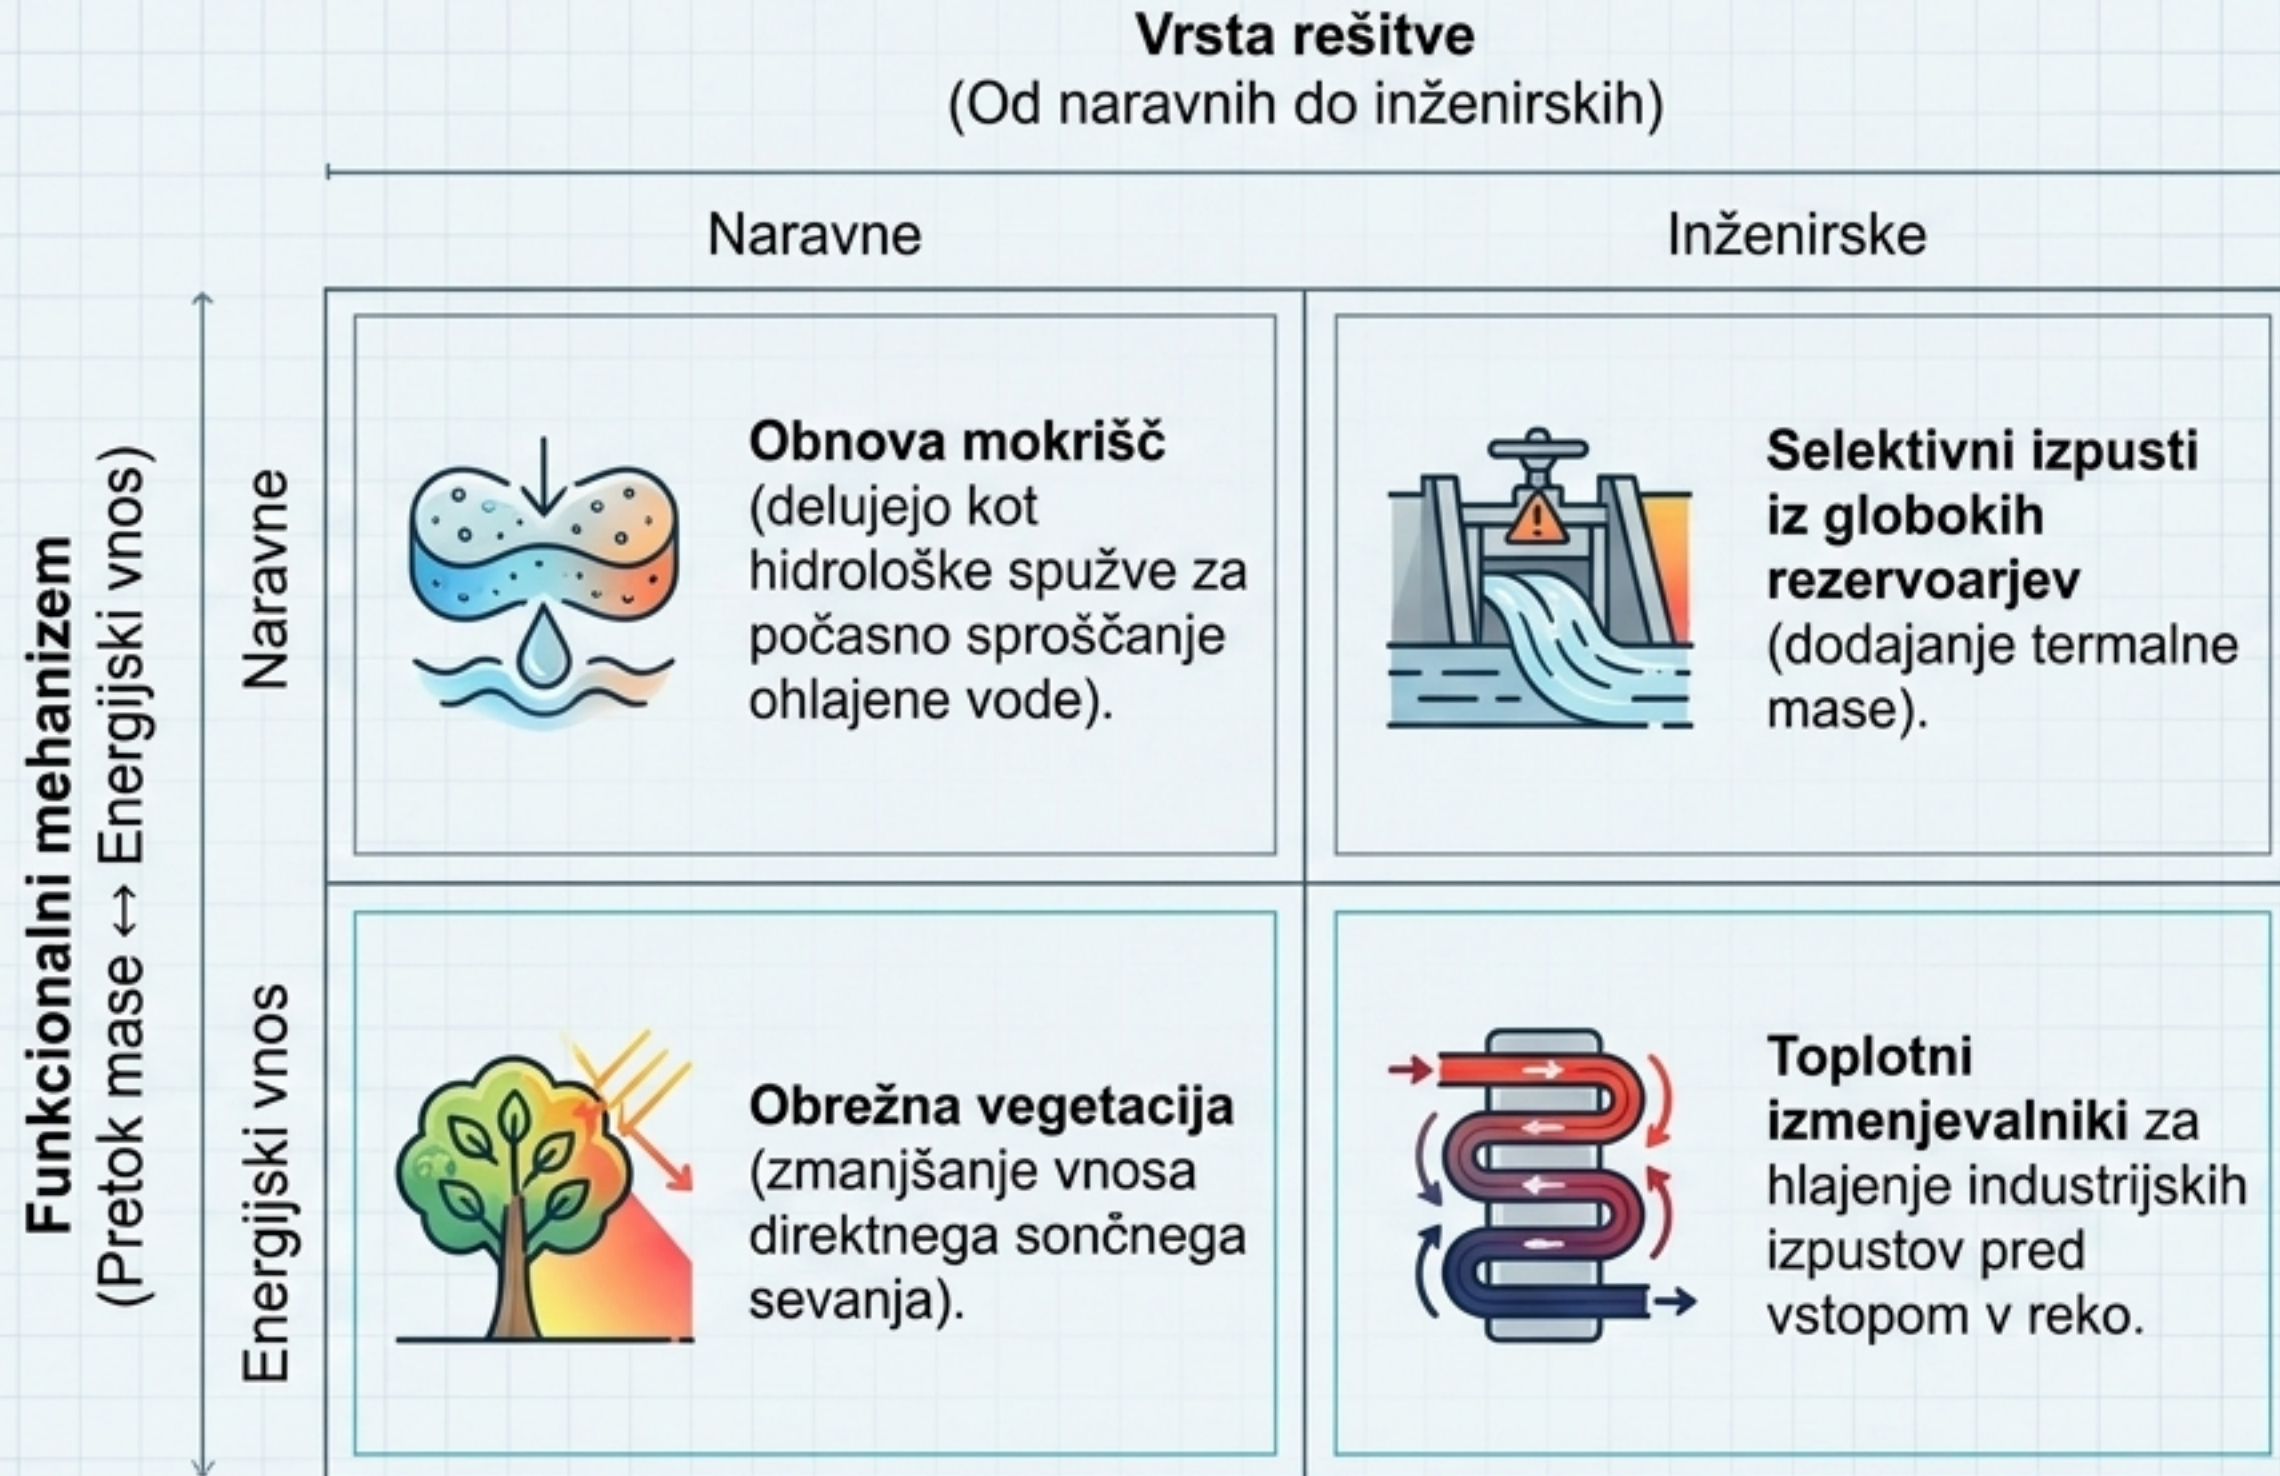 Vrsta rešitve
(Od naravnih do inženirskih)
Naravne
Inženirske
Funkcionalni mehanizem
(Pretok mase ↔ Energijski vnos)
Naravne
Obnova mokrišč
(delujejo kot
hidrološke spužve za
počasno sproščanje
ohlajene vode).
Selektivni izpusti
iz globokih
rezervoarjev
(dodajanje termalne
mase).
Energijski vnos
Obrežna vegetacija
(zmanjšanje vnosa
direktnega sončnega
sevanja).
Toplotni
izmenjevalniki za
hlajenje industrijskih
izpustov pred
vstopom v reko.